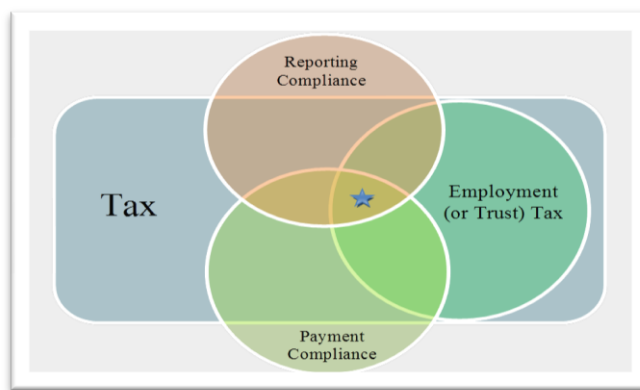 Reporting
Compliance
Tax
Employment
(or Trust) Tax
Payment
Compliance